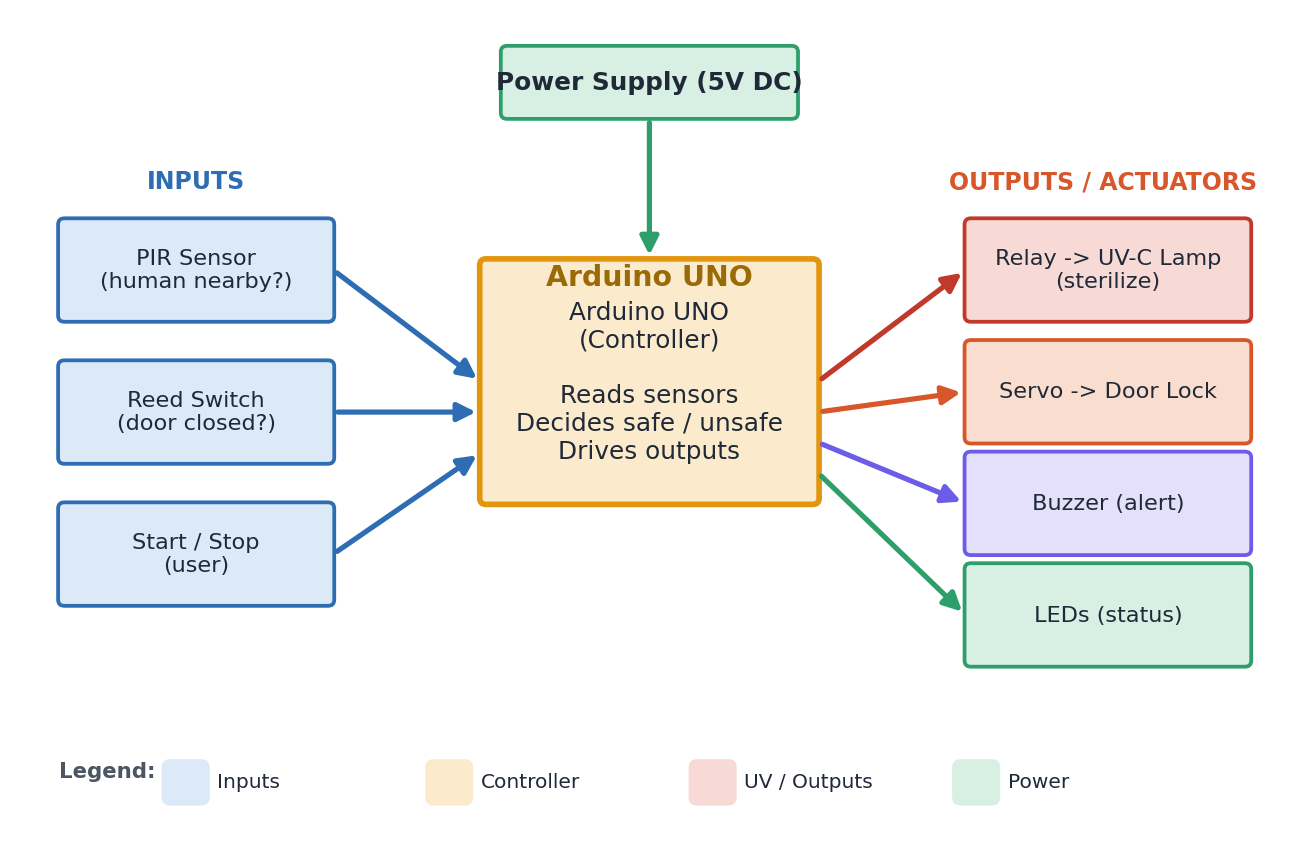 Power Supply (5V DC)
INPUTS
OUTPUTS / ACTUATORS
PIR Sensor
(human nearby?)
Reed Switch
(door closed?)
Start / Stop
(user)
Arduino UNO
Arduino UNO
(Controller)
Reads sensors
Decides safe / unsafe
Drives outputs
Relay -> UV-C Lamp
(sterilize)
Servo -> Door Lock
Buzzer (alert)
LEDs (status)
Legend:
Inputs
Controller
UV / Outputs
Power